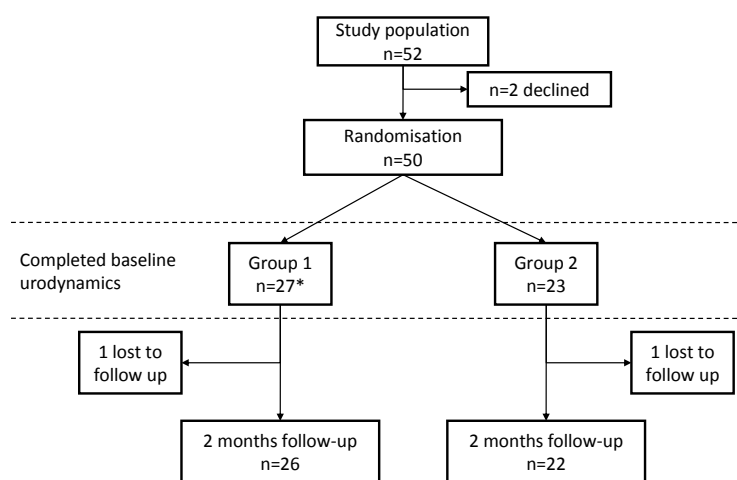 Study population
n=52
n=2 declined
Randomisation
n=50
Completed baseline
urodynamics
Group 1
n=27*
Group 2
n=23
1 lost to
follow up
1 lost to
follow up
2 months follow-up
n=26
2 months follow-up
n=22